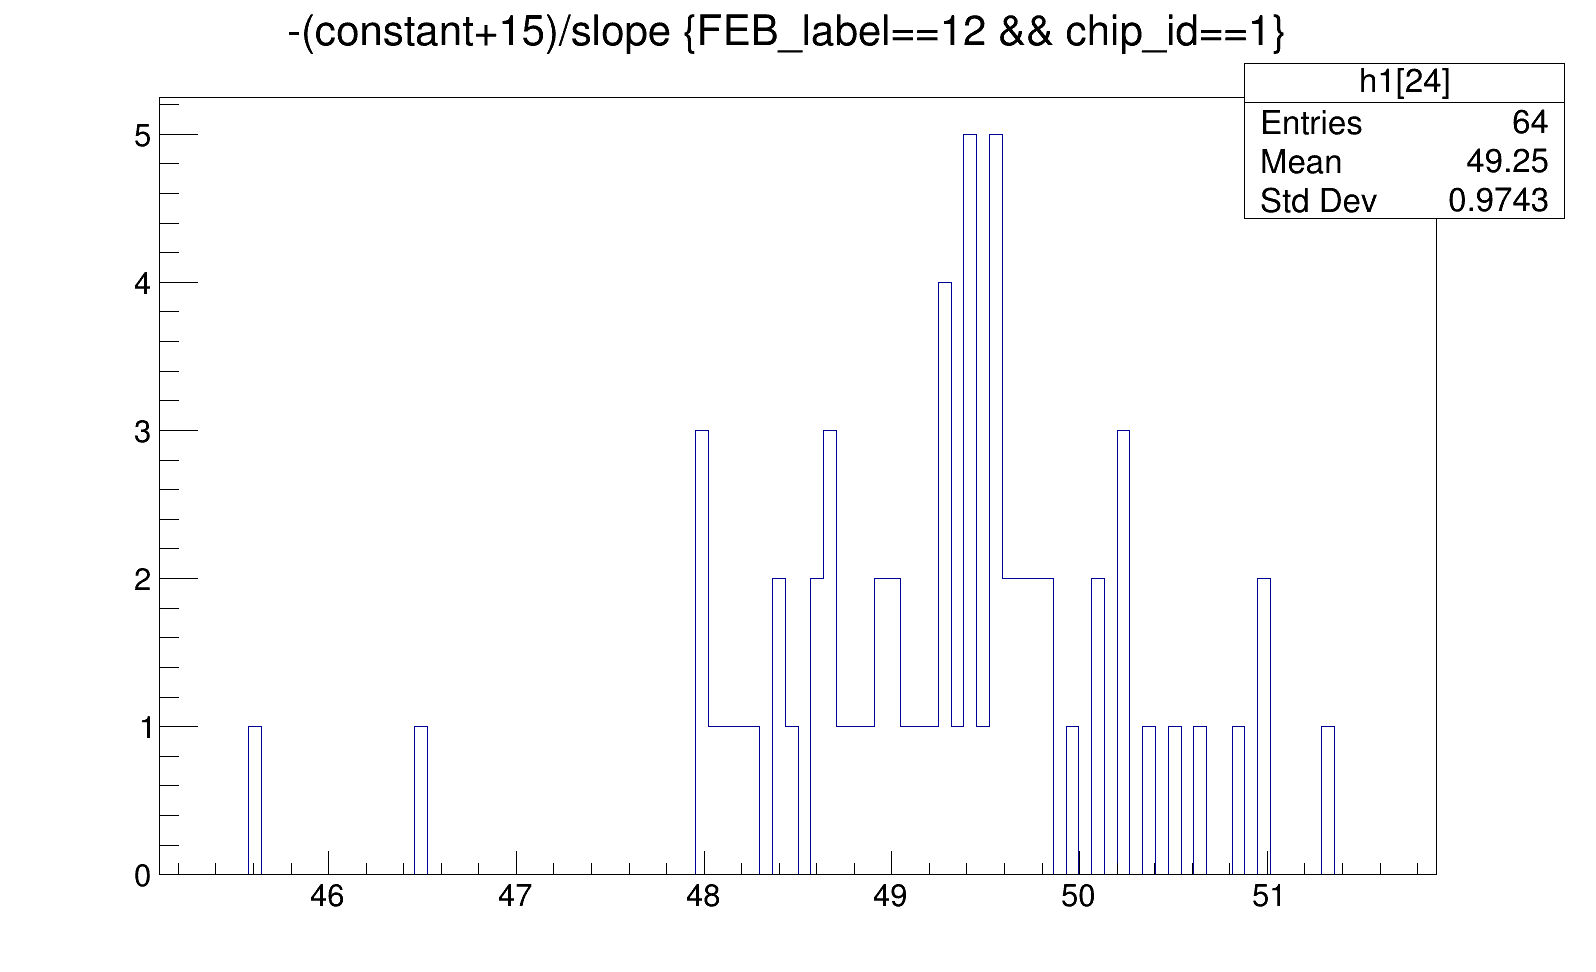 -(constant+15)/slope {FEB_label==12 && chip_id==1}
h1[24]
Entries 64
Mean 49.25
Std Dev 0.9743
5
4
3
2
1
0
46 47 48 49 50 51